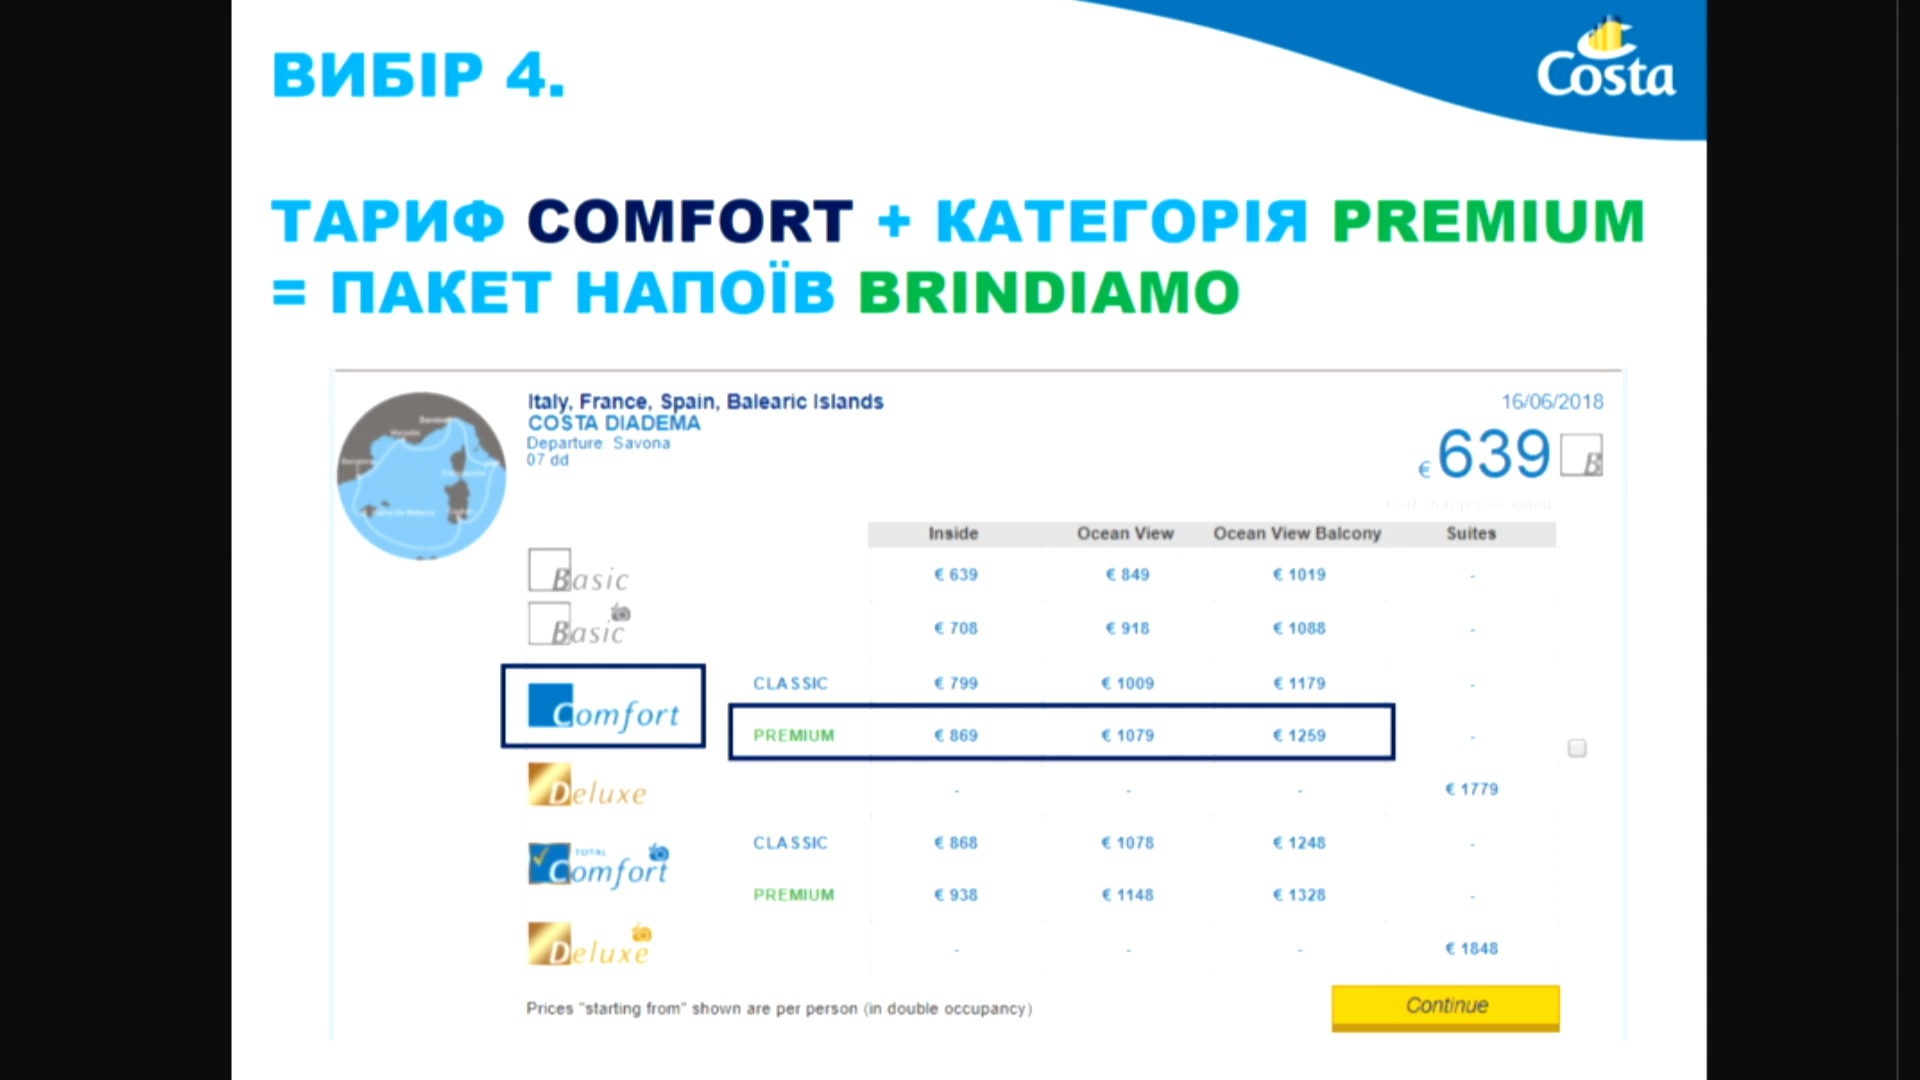 ВИБІР 4.
Costa
ТАРИФ COMFORT + КАТЕГОРІЯ PREMIUM
= ПАКЕТ НАПОЇВ BRINDIAMO
Italy, France, Spain, Balearic Islands
16/06/2018
COSTA DIADEMA
Departure Savona
07 dd
€ 639 B
Port charges included
Inside Ocean View Ocean View Balcony Suites
Basic € 639 € 849 € 1019 -
Basic € 708 € 918 € 1088 -
CLASSIC € 799 € 1009 € 1179 -
Comfort
PREMIUM € 869 € 1079 € 1259 -
Deluxe - - - € 1779
CLASSIC € 868 € 1078 € 1248 -
TOTAL
Comfort
PREMIUM € 938 € 1148 € 1328 -
Deluxe - - - € 1848
Prices "starting from" shown are per person (in double occupancy)
Continue